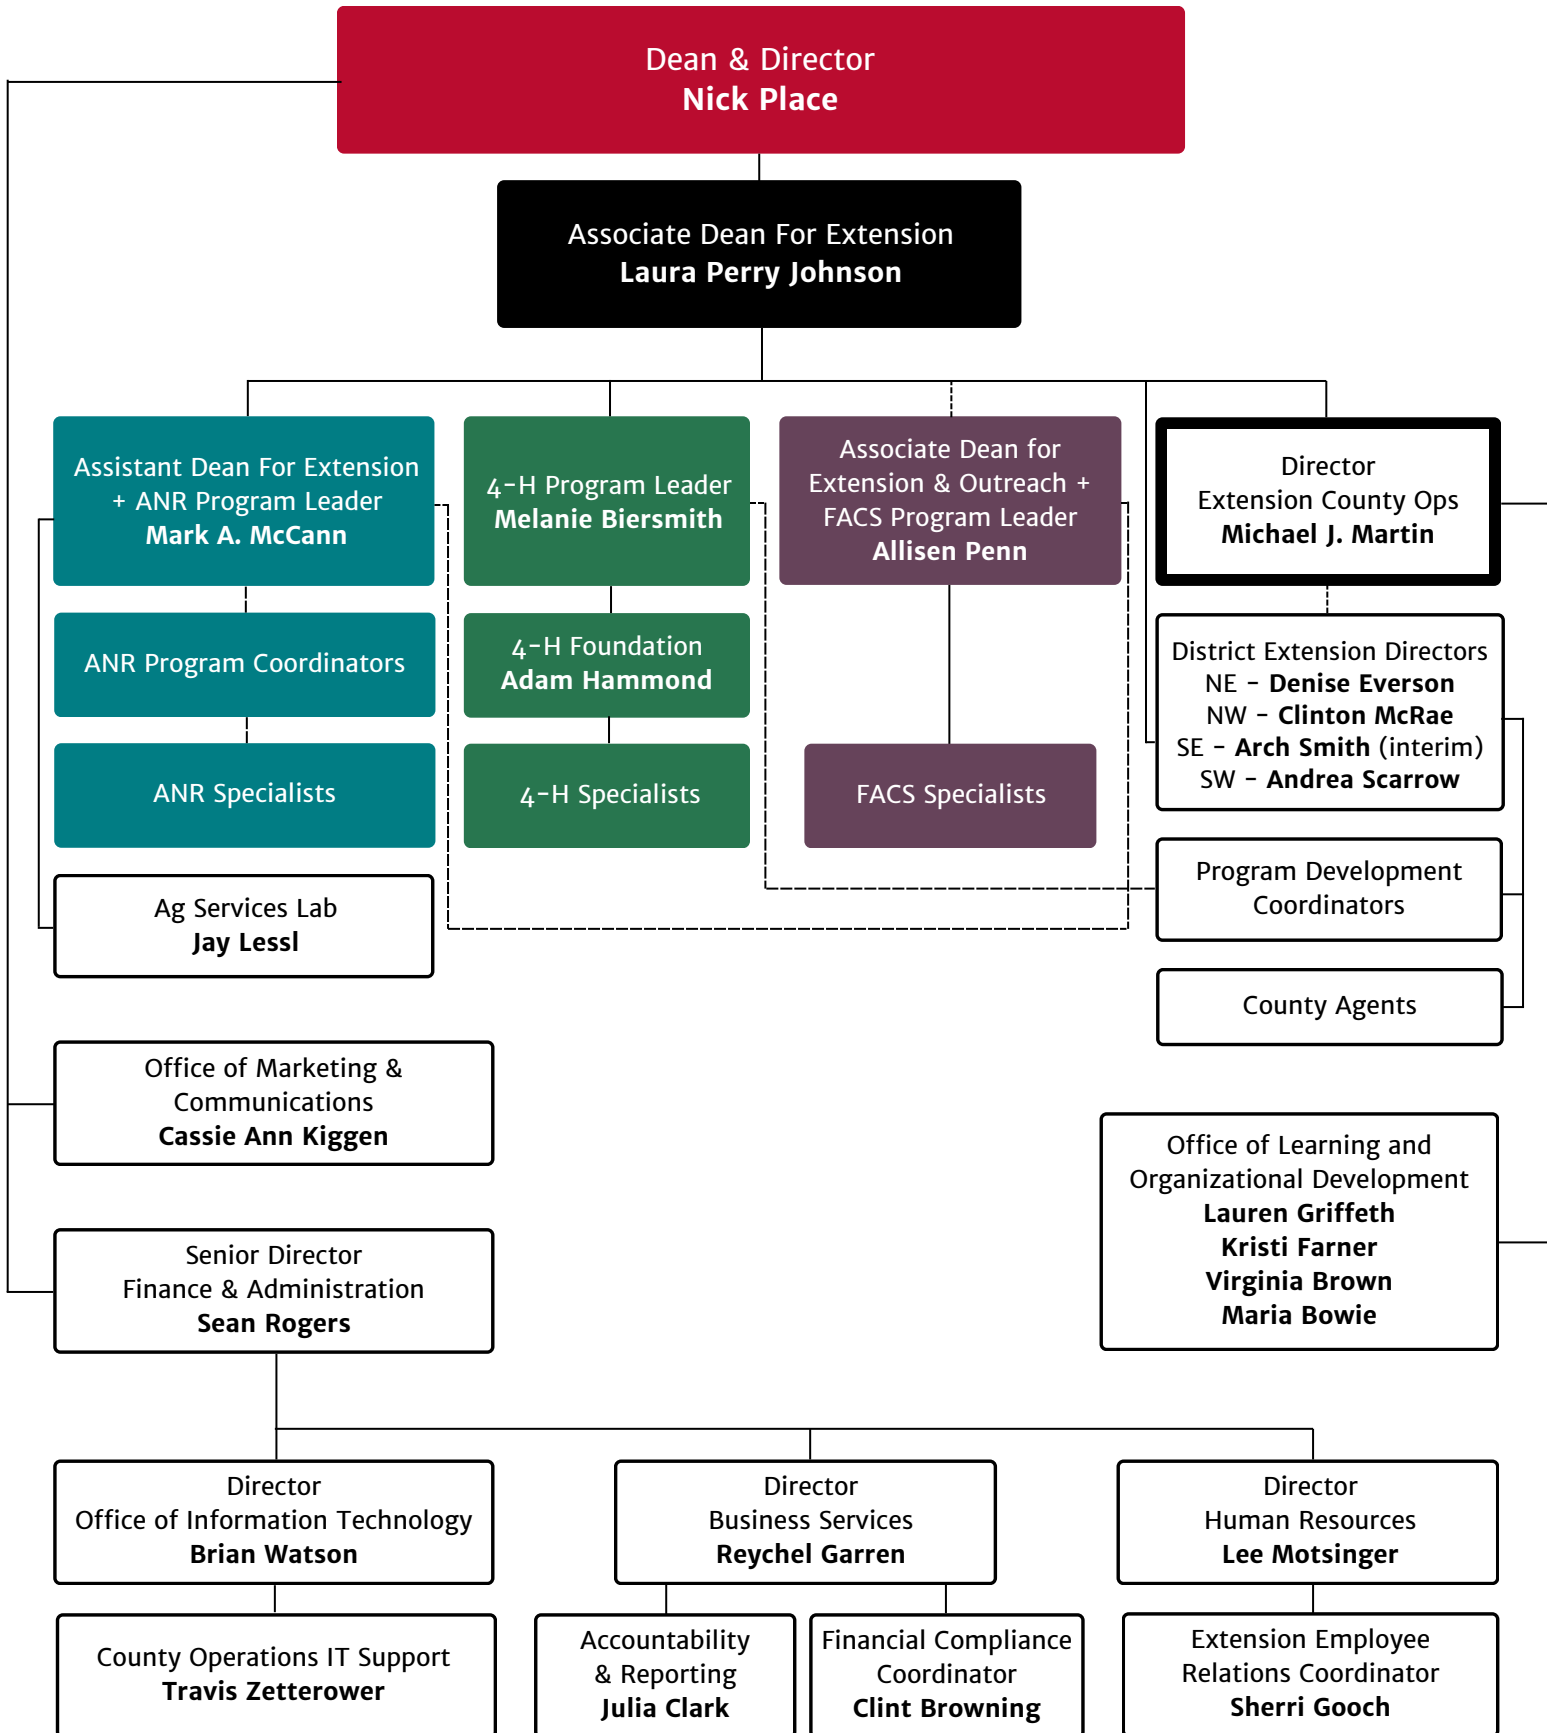 Dean & Director
Nick Place
Associate Dean For Extension
Laura Perry Johnson
Assistant Dean For Extension
+ ANR Program Leader
Mark A. McCann
4-H Program Leader
Melanie Biersmith
Associate Dean for
Extension & Outreach +
FACS Program Leader
Allisen Penn
Director
Extension County Ops
Michael J. Martin
ANR Program Coordinators
4-H Foundation
Adam Hammond
District Extension Directors
NE - Denise Everson
NW - Clinton McRae
SE - Arch Smith (interim)
SW - Andrea Scarrow
ANR Specialists
4-H Specialists
FACS Specialists
Ag Services Lab
Jay Lessl
Program Development
Coordinators
County Agents
Office of Marketing &
Communications
Cassie Ann Kiggen
Office of Learning and
Organizational Development
Lauren Griffeth
Kristi Farner
Virginia Brown
Maria Bowie
Senior Director
Finance & Administration
Sean Rogers
Director
Office of Information Technology
Brian Watson
Director
Business Services
Reychel Garren
Director
Human Resources
Lee Motsinger
County Operations IT Support
Travis Zetterower
Accountability
& Reporting
Julia Clark
Financial Compliance
Coordinator
Clint Browning
Extension Employee
Relations Coordinator
Sherri Gooch